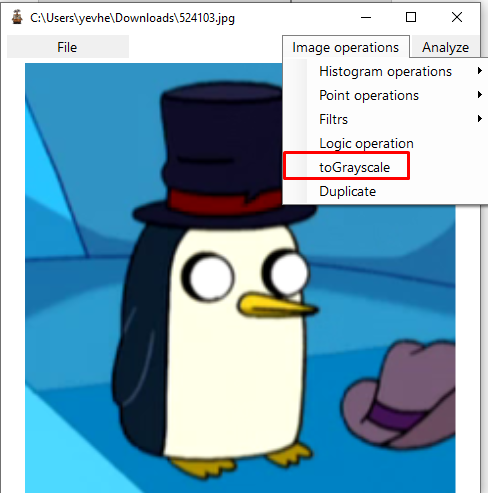 C:\Users\yevhe\Downloads\524103.jpg
File
Image operations
Analyze
Histogram operations
Point operations
Filtrs
Logic operation
toGrayscale
Duplicate